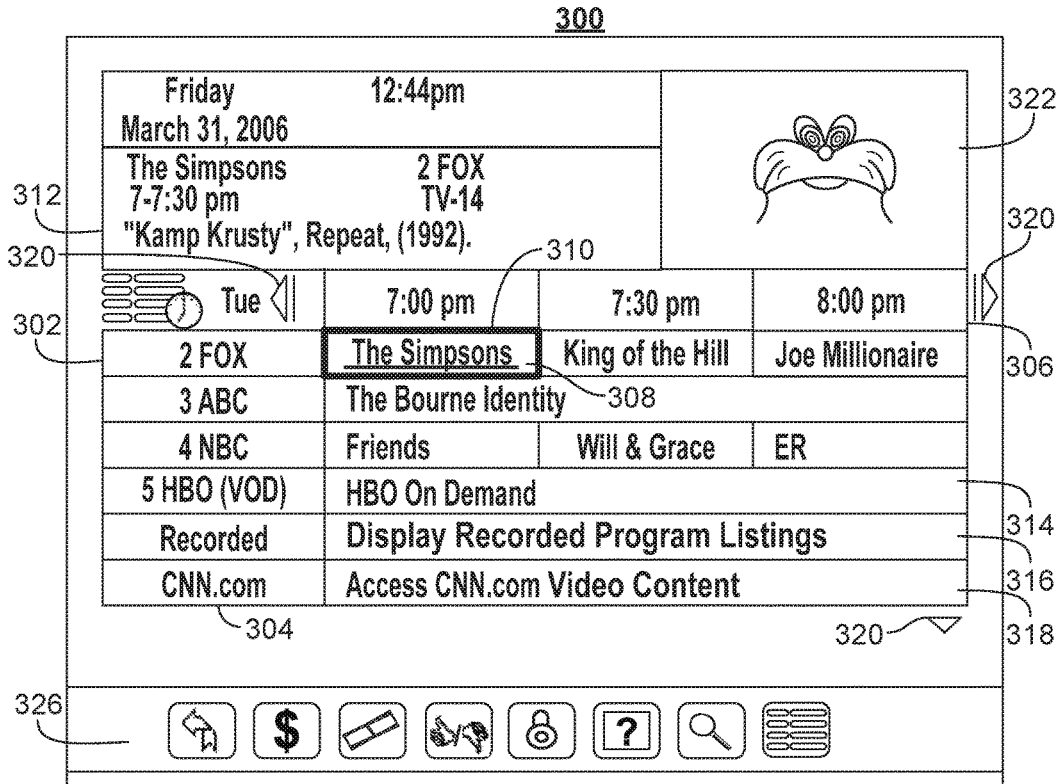 300
Friday 12:44pm
March 31, 2006
322
The Simpsons 2 FOX
312
7-7:30 pm TV-14
"Kamp Krusty", Repeat, (1992).
320
310
320
Tue 7:00 pm 7:30 pm 8:00 pm
302
2 FOX The Simpsons King of the Hill Joe Millionaire
306
3 ABC The Bourne Identity
308
4 NBC Friends Will & Grace ER
5 HBO (VOD) HBO On Demand
314
Recorded Display Recorded Program Listings
316
CNN.com Access CNN.com Video Content
318
304
320
326
$ ?